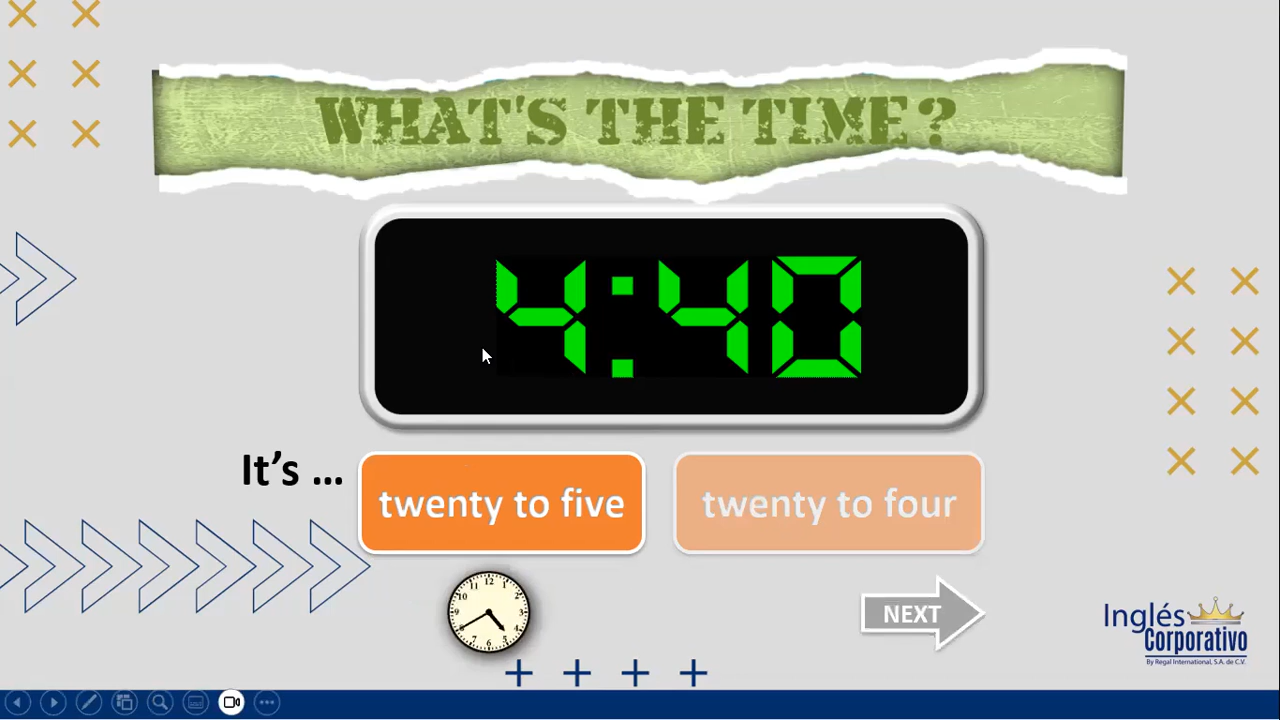 WHAT'S THE TIME?
4:40
It's ...
twenty to five
twenty to four
NEXT
Inglés
Corporativo
By Regal International, S.A. de C.V.